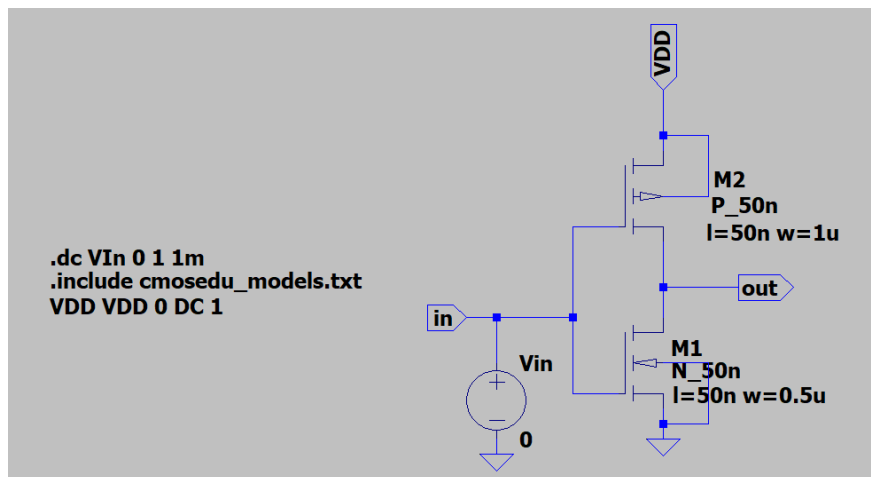 VDD
M2
P_50n
l=50n w=1u
.dc VIn 0 1 1m
.include cmosedu_models.txt
VDD VDD 0 DC 1
out
in
Vin
M1
N_50n
l=50n w=0.5u
0